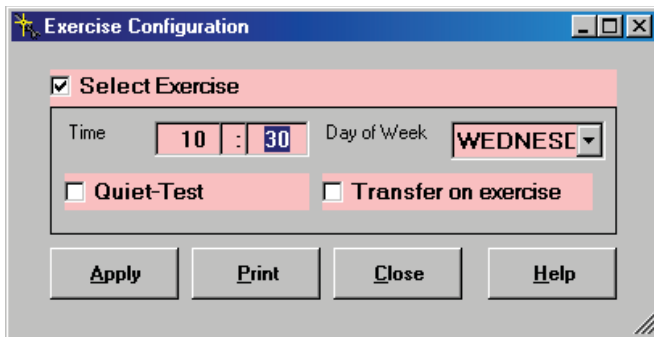 Exercise Configuration
Select Exercise
Time 10 : 30 Day of Week WEDNESD
Quiet-Test Transfer on exercise
Apply Print Close Help